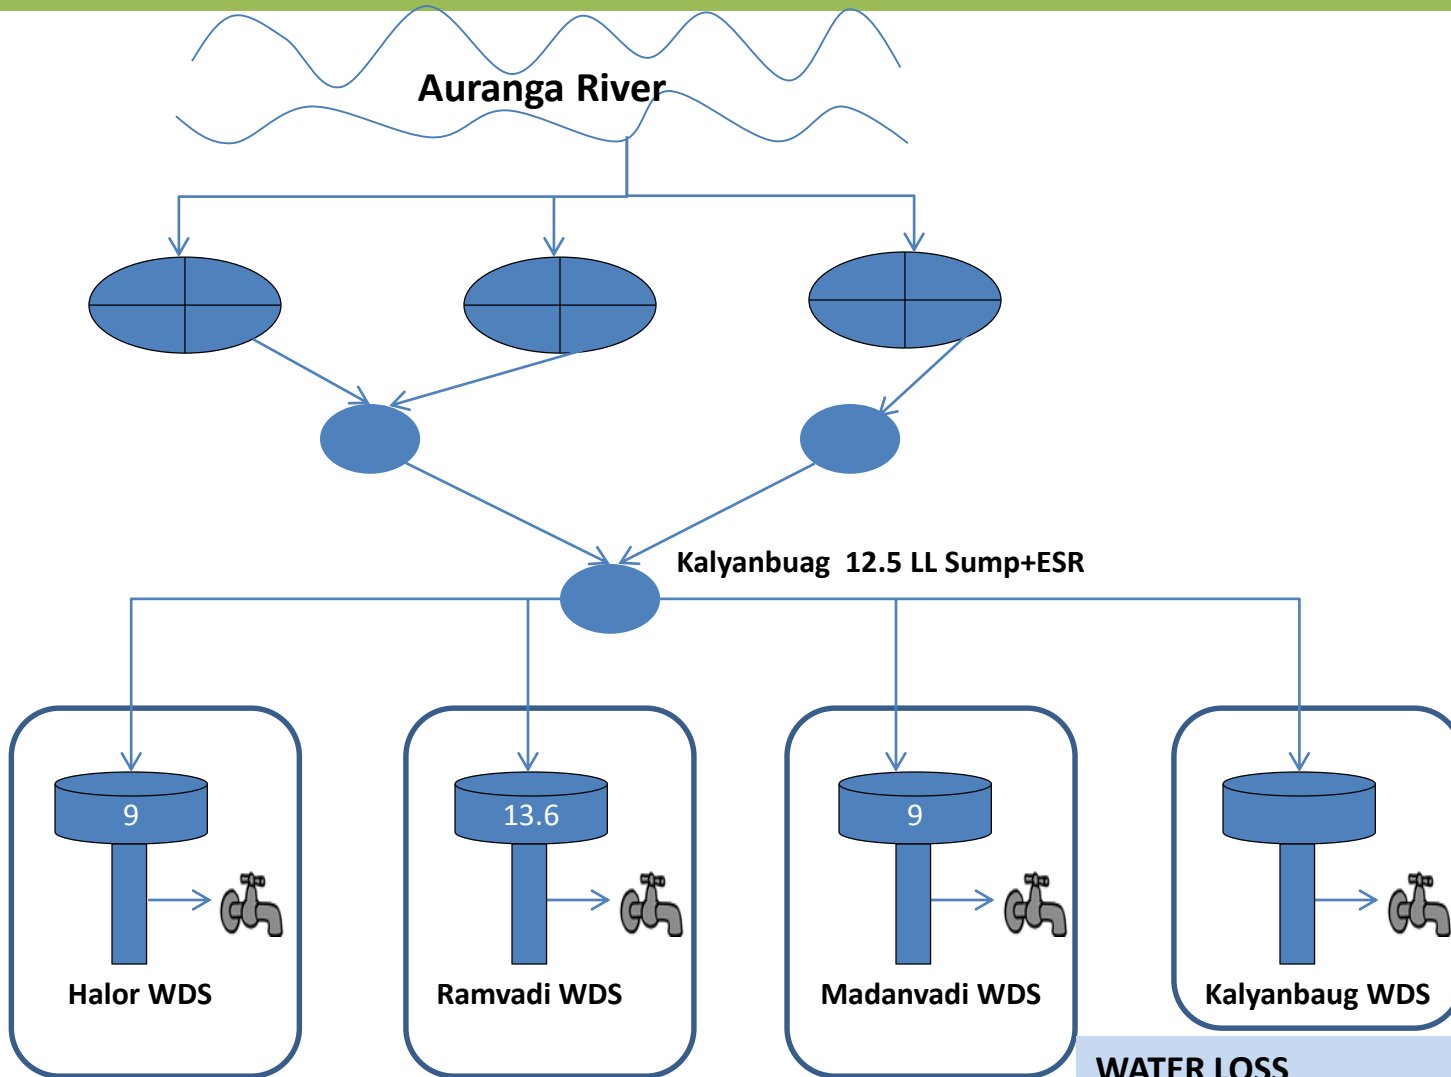 Auranga River
Kalyanbuag 12.5 LL Sump+ESR
9
13.6
9
Halor WDS
Ramvadi WDS
Madanvadi WDS
Kalyanbaug WDS
WATER LOSS